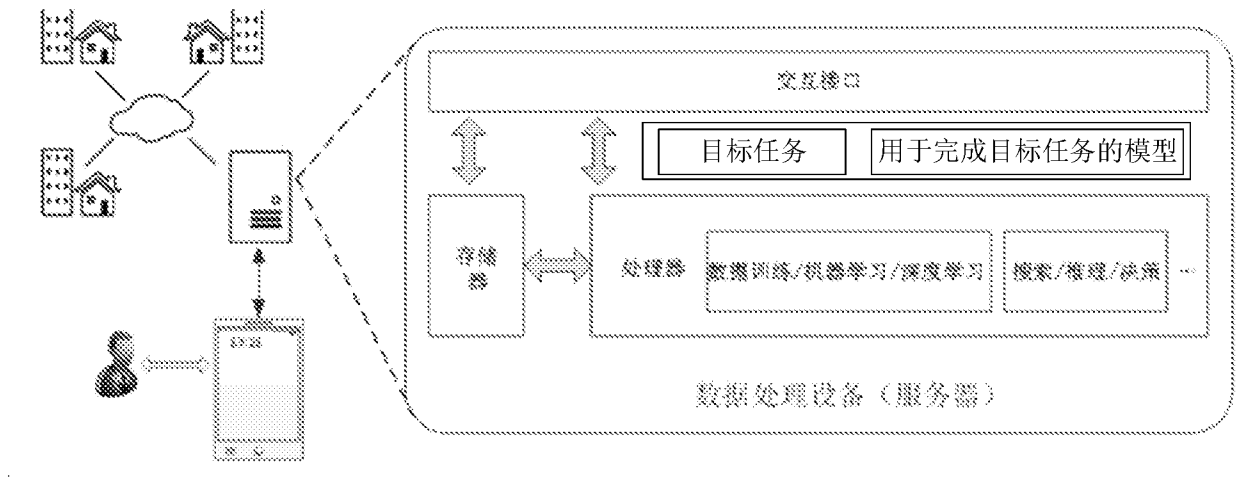 交互接口
目标任务
用于完成目标任务的模型
存储
器
处理器
数据训练/机器学习/深度学习
搜索/推理/决策
...
数据处理设备（服务器）